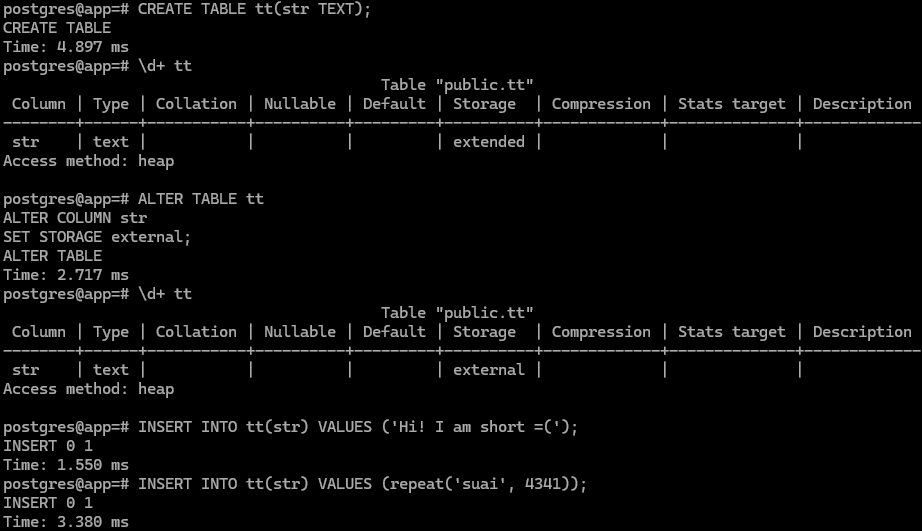 postgres@app=# CREATE TABLE tt(str TEXT);
CREATE TABLE
Time: 4.897 ms
postgres@app=# \d+ tt
Table "public.tt"
Column | Type | Collation | Nullable | Default | Storage | Compression | Stats target | Description
--------+------+-----------+----------+---------+----------+-------------+--------------+-------------
str | text | | | | extended | | |
Access method: heap
postgres@app=# ALTER TABLE tt
ALTER COLUMN str
SET STORAGE external;
ALTER TABLE
Time: 2.717 ms
postgres@app=# \d+ tt
Table "public.tt"
Column | Type | Collation | Nullable | Default | Storage | Compression | Stats target | Description
--------+------+-----------+----------+---------+----------+-------------+--------------+-------------
str | text | | | | external | | |
Access method: heap
postgres@app=# INSERT INTO tt(str) VALUES ('Hi! I am short =(');
INSERT 0 1
Time: 1.550 ms
postgres@app=# INSERT INTO tt(str) VALUES (repeat('suai', 4341));
INSERT 0 1
Time: 3.380 ms